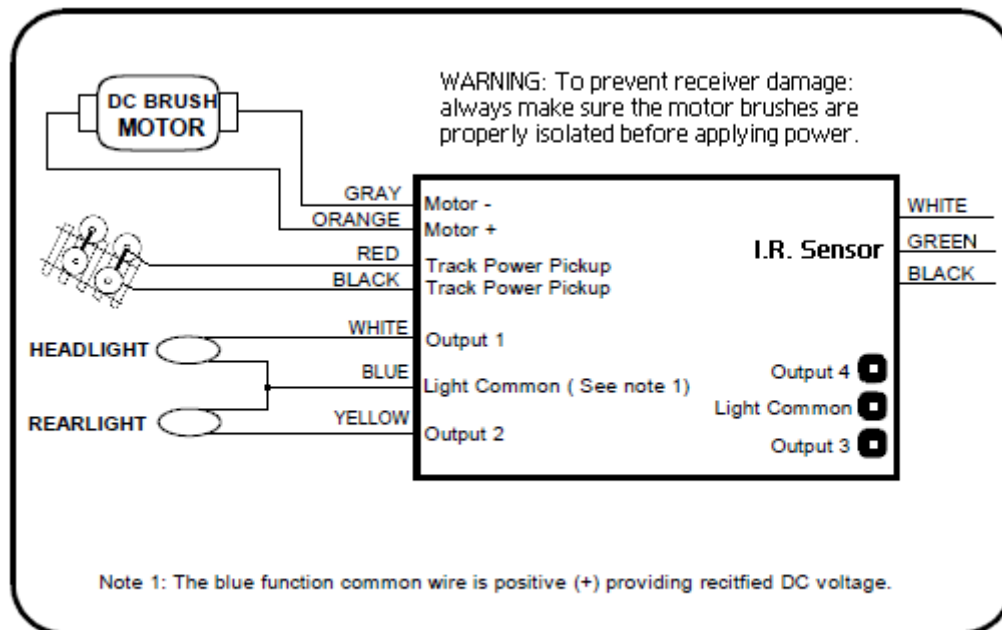 DC BRUSH
MOTOR
WARNING: To prevent receiver damage:
always make sure the motor brushes are
properly isolated before applying power.
GRAY
ORANGE
RED
BLACK
WHITE
BLUE
YELLOW
HEADLIGHT
REARLIGHT
Motor -
Motor +
Track Power Pickup
Track Power Pickup
Output 1
Light Common ( See note 1)
Output 2
I.R. Sensor
WHITE
GREEN
BLACK
Output 4
Light Common
Output 3
Note 1: The blue function common wire is positive (+) providing recitfied DC voltage.